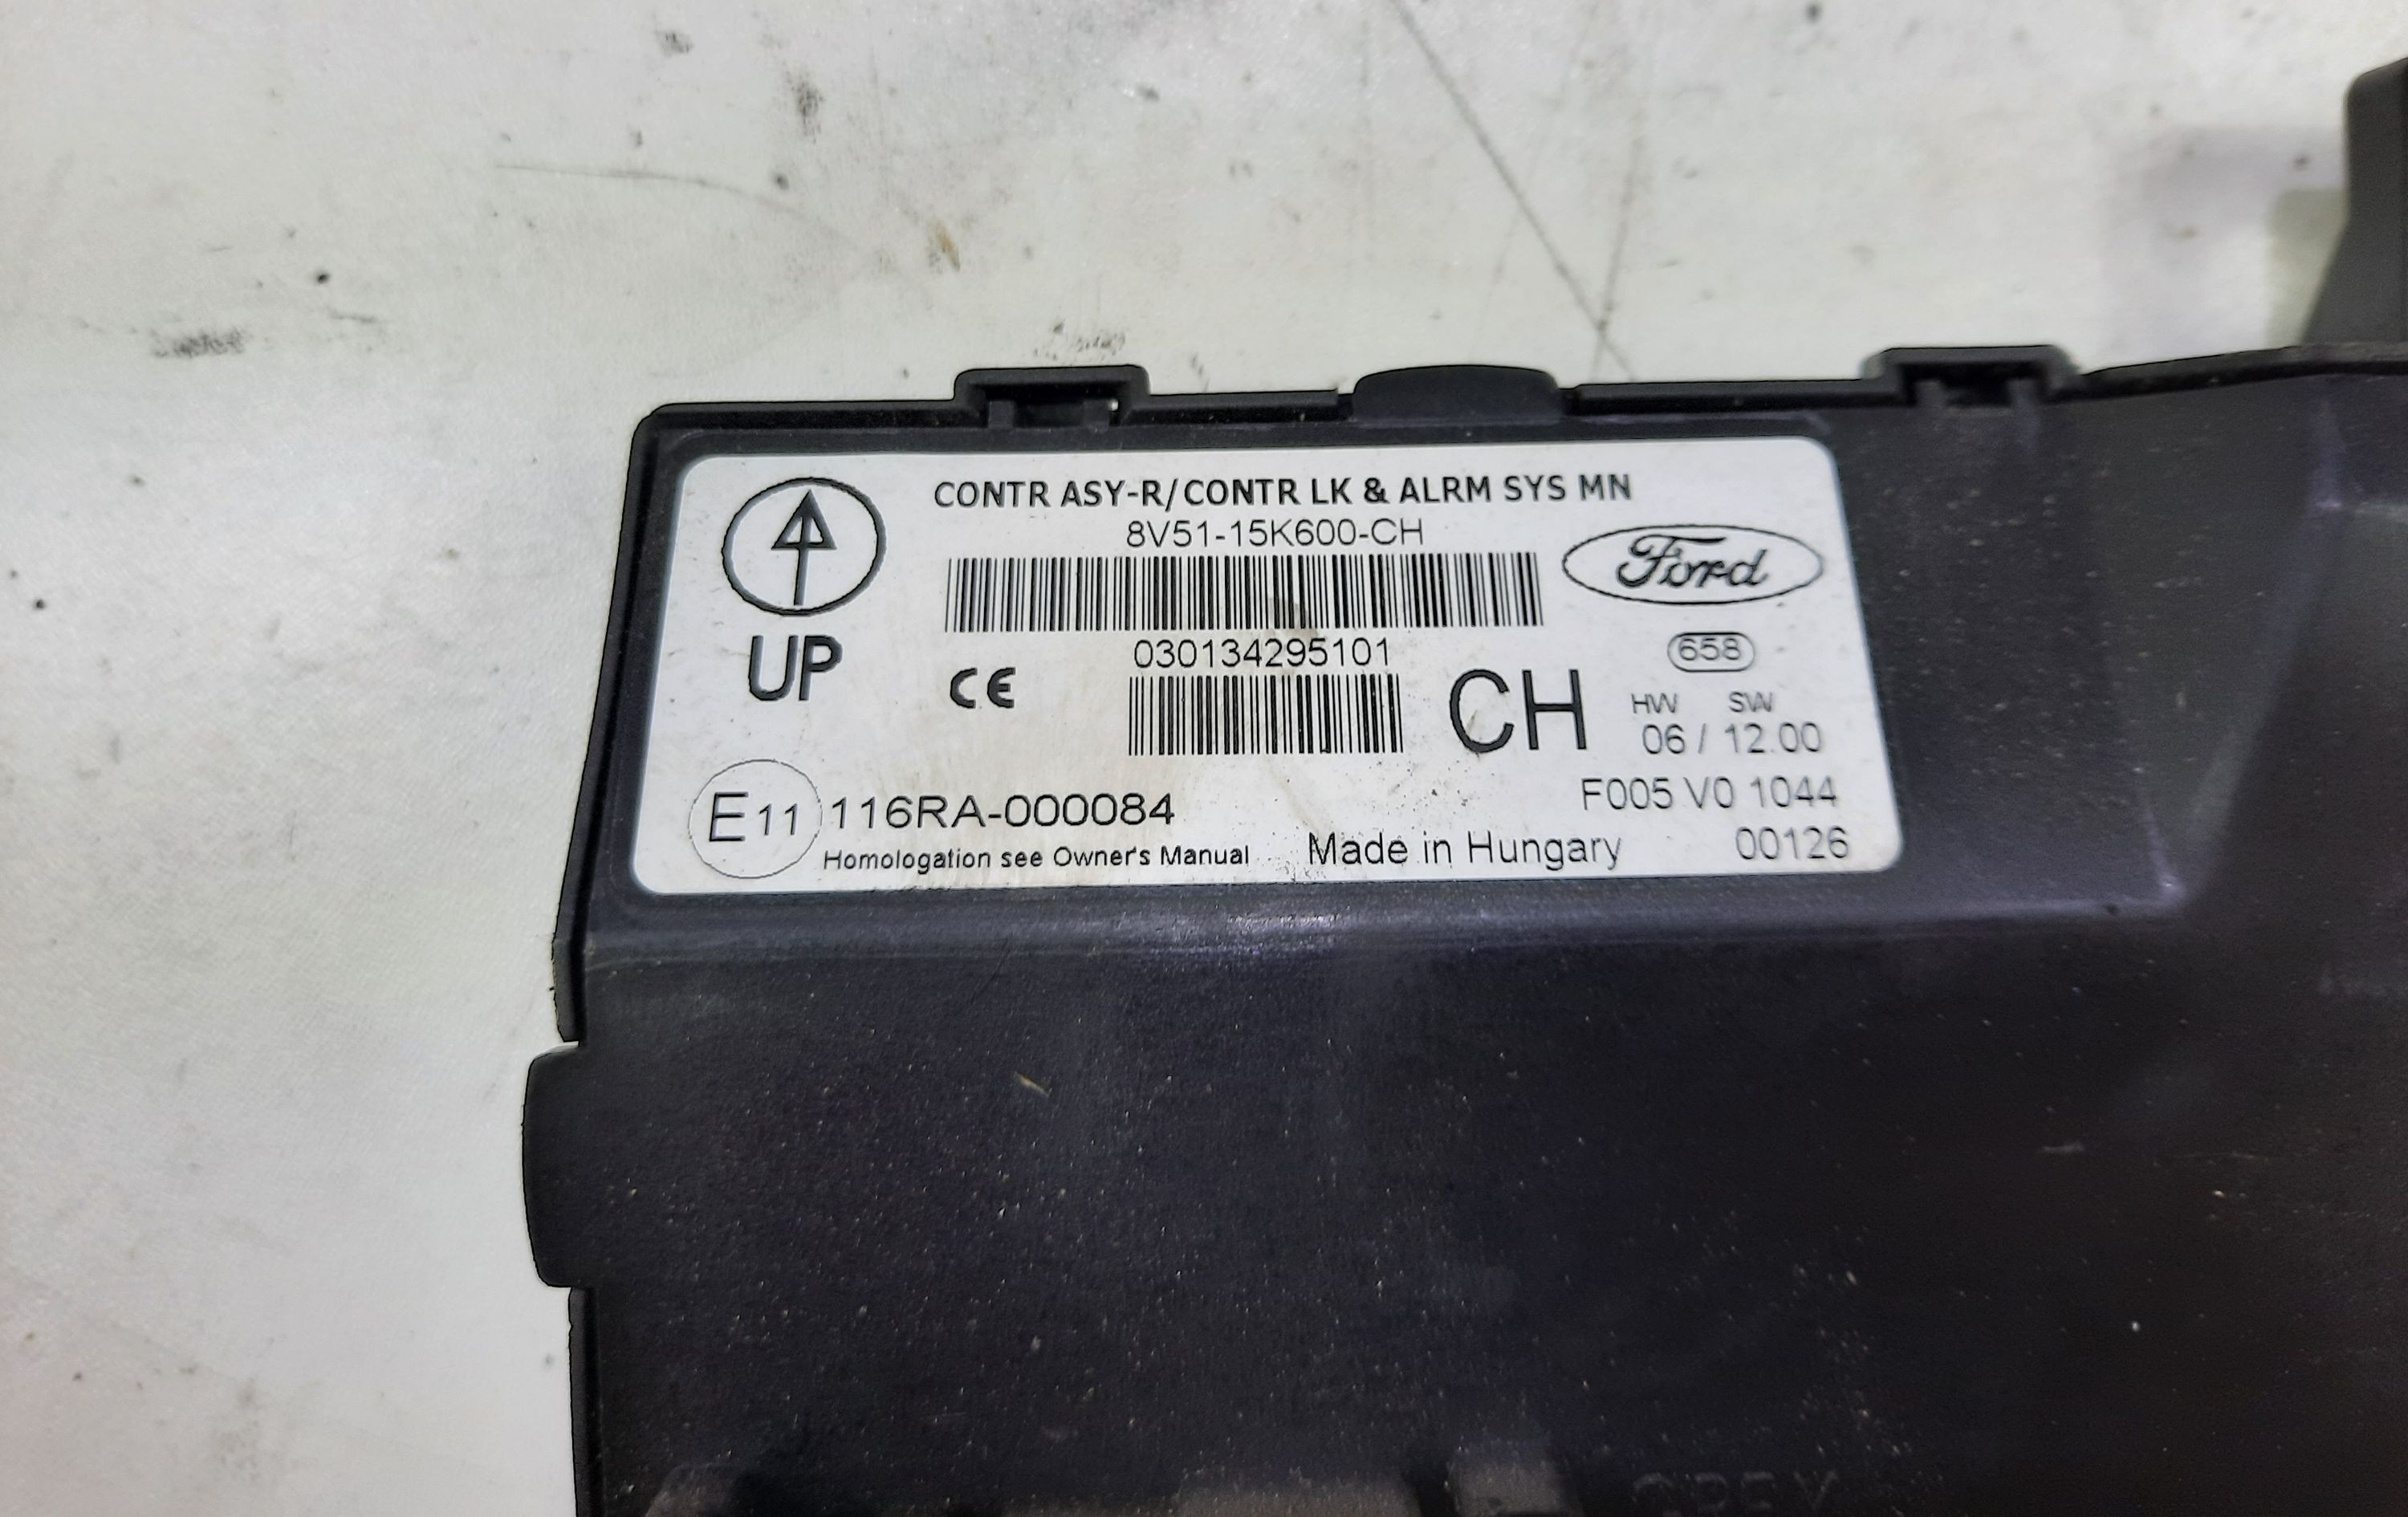 CONTR ASY-R/CONTR LK & ALRM SYS MN
8V51-15K600-CH
Ford
UP
030134295101
CE
CH
658
HW SW
06 / 12.00
E11 116RA-000084
F005 V0 1044
Homologation see Owner's Manual
Made in Hungary
00126